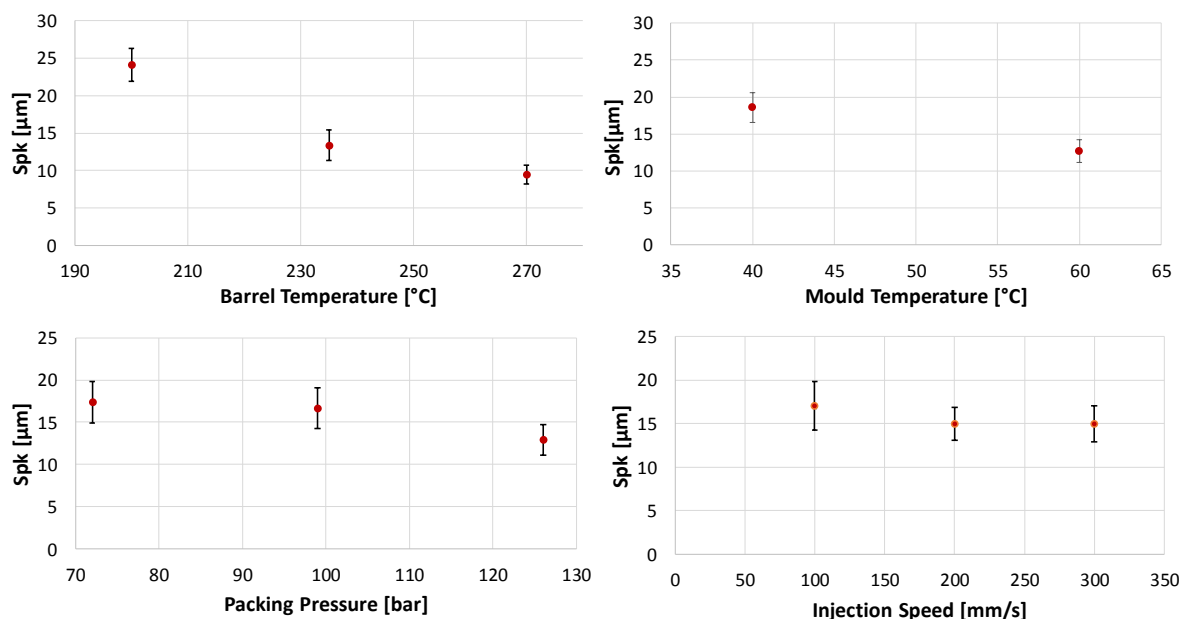 30
25
20
15
10
5
0
Spk [µm]
190 210 230 250 270
Barrel Temperature [°C]
30
25
20
15
10
5
0
Spk[µm]
35 40 45 50 55 60 65
Mould Temperature [°C]
25
20
15
10
5
0
Spk [µm]
70 80 90 100 110 120 130
Packing Pressure [bar]
25
20
15
10
5
0
Spk [µm]
0 50 100 150 200 250 300 350
Injection Speed [mm/s]